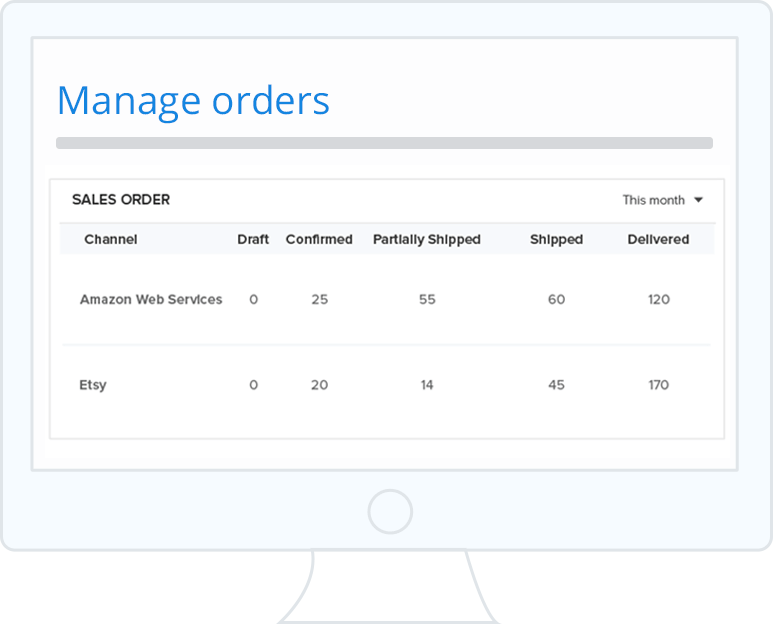 Manage orders
SALES ORDER This month
Channel Draft Confirmed Partially Shipped Shipped Delivered
Amazon Web Services 0 25 55 60 120
Etsy 0 20 14 45 170